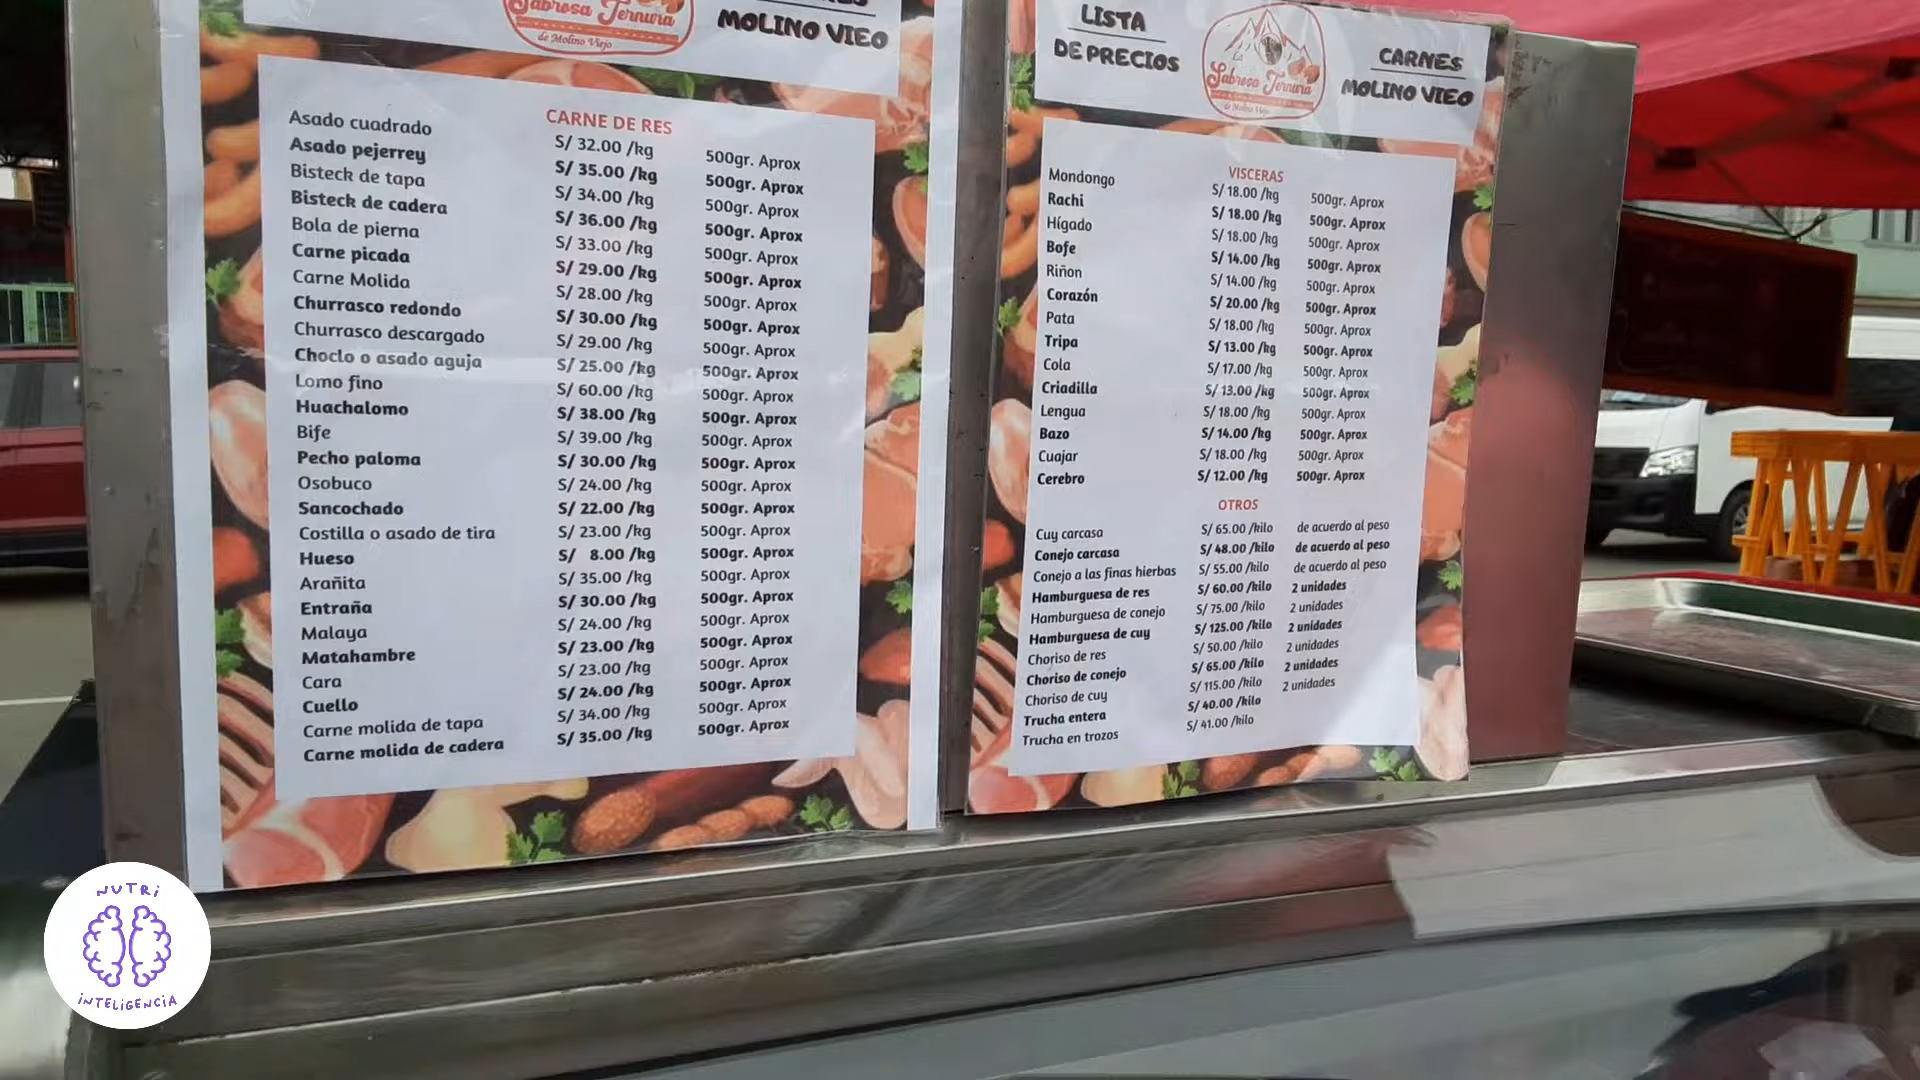 Sabrosa Ternura
de Molino Viejo
MOLINO VIEO
CARNE DE RES
Asado cuadrado S/ 32.00 /kg 500gr. Aprox
Asado pejerrey S/ 35.00 /kg 500gr. Aprox
Bisteck de tapa S/ 34.00 /kg 500gr. Aprox
Bisteck de cadera S/ 36.00 /kg 500gr. Aprox
Bola de pierna S/ 33.00 /kg 500gr. Aprox
Carne picada S/ 29.00 /kg 500gr. Aprox
Carne Molida S/ 28.00 /kg 500gr. Aprox
Churrasco redondo S/ 30.00 /kg 500gr. Aprox
Churrasco descargado S/ 29.00 /kg 500gr. Aprox
Choclo o asado aguja S/ 25.00 /kg 500gr. Aprox
Lomo fino S/ 60.00 /kg 500gr. Aprox
Huachalomo S/ 38.00 /kg 500gr. Aprox
Bife S/ 39.00 /kg 500gr. Aprox
Pecho paloma S/ 30.00 /kg 500gr. Aprox
Osobuco S/ 24.00 /kg 500gr. Aprox
Sancochado S/ 22.00 /kg 500gr. Aprox
Costilla o asado de tira S/ 23.00 /kg 500gr. Aprox
Hueso S/ 8.00 /kg 500gr. Aprox
Arañita S/ 35.00 /kg 500gr. Aprox
Entraña S/ 30.00 /kg 500gr. Aprox
Malaya S/ 24.00 /kg 500gr. Aprox
Matahambre S/ 23.00 /kg 500gr. Aprox
Cara S/ 23.00 /kg 500gr. Aprox
Cuello S/ 24.00 /kg 500gr. Aprox
Carne molida de tapa S/ 34.00 /kg 500gr. Aprox
Carne molida de cadera S/ 35.00 /kg 500gr. Aprox
LISTA
DE PRECIOS
La
Sabrosa Ternura
de Molino Viejo
CARNES
MOLINO VIEO
VISCERAS
Mondongo S/ 18.00 /kg 500gr. Aprox
Rachi S/ 18.00 /kg 500gr. Aprox
Hígado S/ 18.00 /kg 500gr. Aprox
Bofe S/ 14.00 /kg 500gr. Aprox
Riñon S/ 14.00 /kg 500gr. Aprox
Corazón S/ 20.00 /kg 500gr. Aprox
Pata S/ 18.00 /kg 500gr. Aprox
Tripa S/ 13.00 /kg 500gr. Aprox
Cola S/ 17.00 /kg 500gr. Aprox
Criadilla S/ 13.00 /kg 500gr. Aprox
Lengua S/ 18.00 /kg 500gr. Aprox
Bazo S/ 14.00 /kg 500gr. Aprox
Cuajar S/ 18.00 /kg 500gr. Aprox
Cerebro S/ 12.00 /kg 500gr. Aprox
OTROS
Cuy carcasa S/ 65.00 /kilo de acuerdo al peso
Conejo carcasa S/ 48.00 /kilo de acuerdo al peso
Conejo a las finas hierbas S/ 55.00 /kilo de acuerdo al peso
Hamburguesa de res S/ 60.00 /kilo 2 unidades
Hamburguesa de conejo S/ 75.00 /kilo 2 unidades
Hamburguesa de cuy S/ 125.00 /kilo 2 unidades
Choriso de res S/ 50.00 /kilo 2 unidades
Choriso de conejo S/ 65.00 /kilo 2 unidades
Choriso de cuy S/ 115.00 /kilo 2 unidades
Trucha entera S/ 40.00 /kilo
Trucha en trozos S/ 41.00 /kilo
NUTRI
INTELIGENCIA